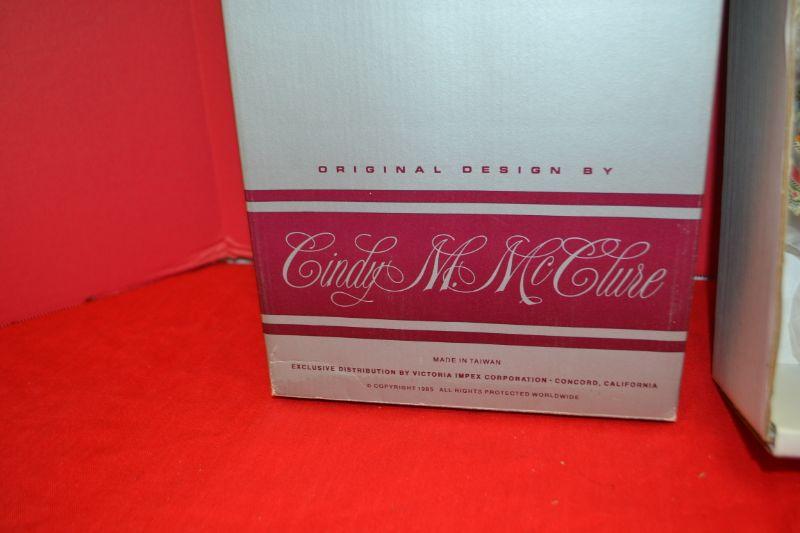 ORIGINAL DESIGN BY
Cindy M. McClure
MADE IN TAIWAN
EXCLUSIVE DISTRIBUTION BY VICTORIA IMPEX CORPORATION - CONCORD, CALIFORNIA
© COPYRIGHT 1985 ALL RIGHTS PROTECTED WORLDWIDE